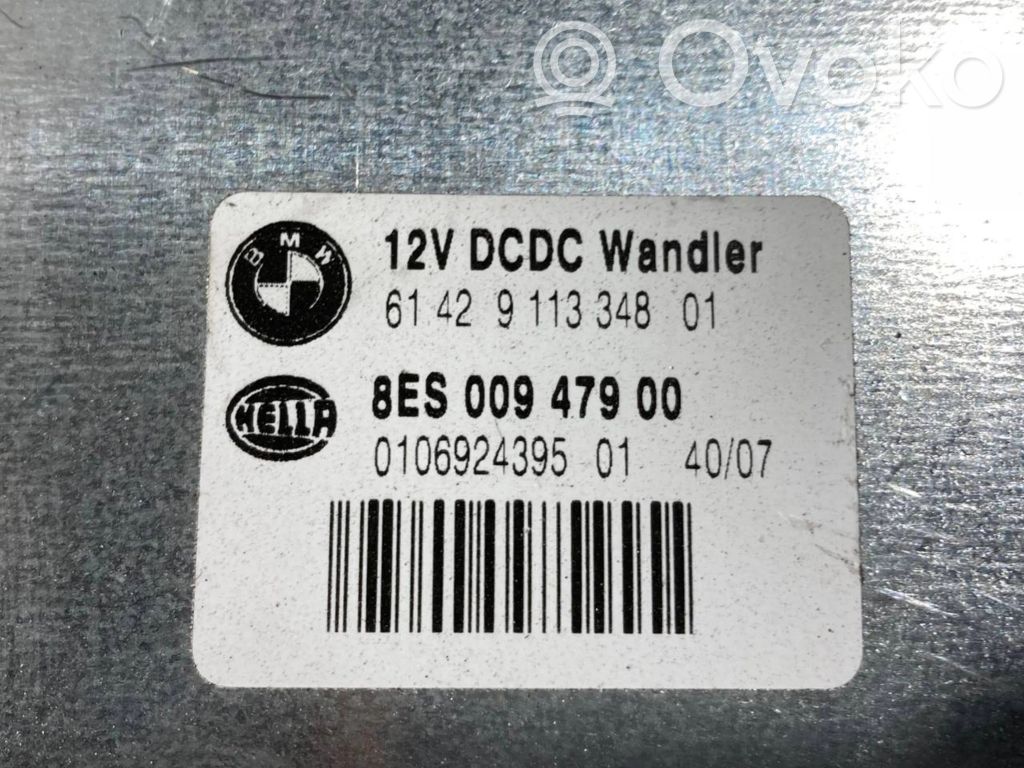 Ovoko
BMW
12V DCDC Wandler
61 42 9 113 348 01
HELLA
8ES 009 479 00
0106924395 01 40/07